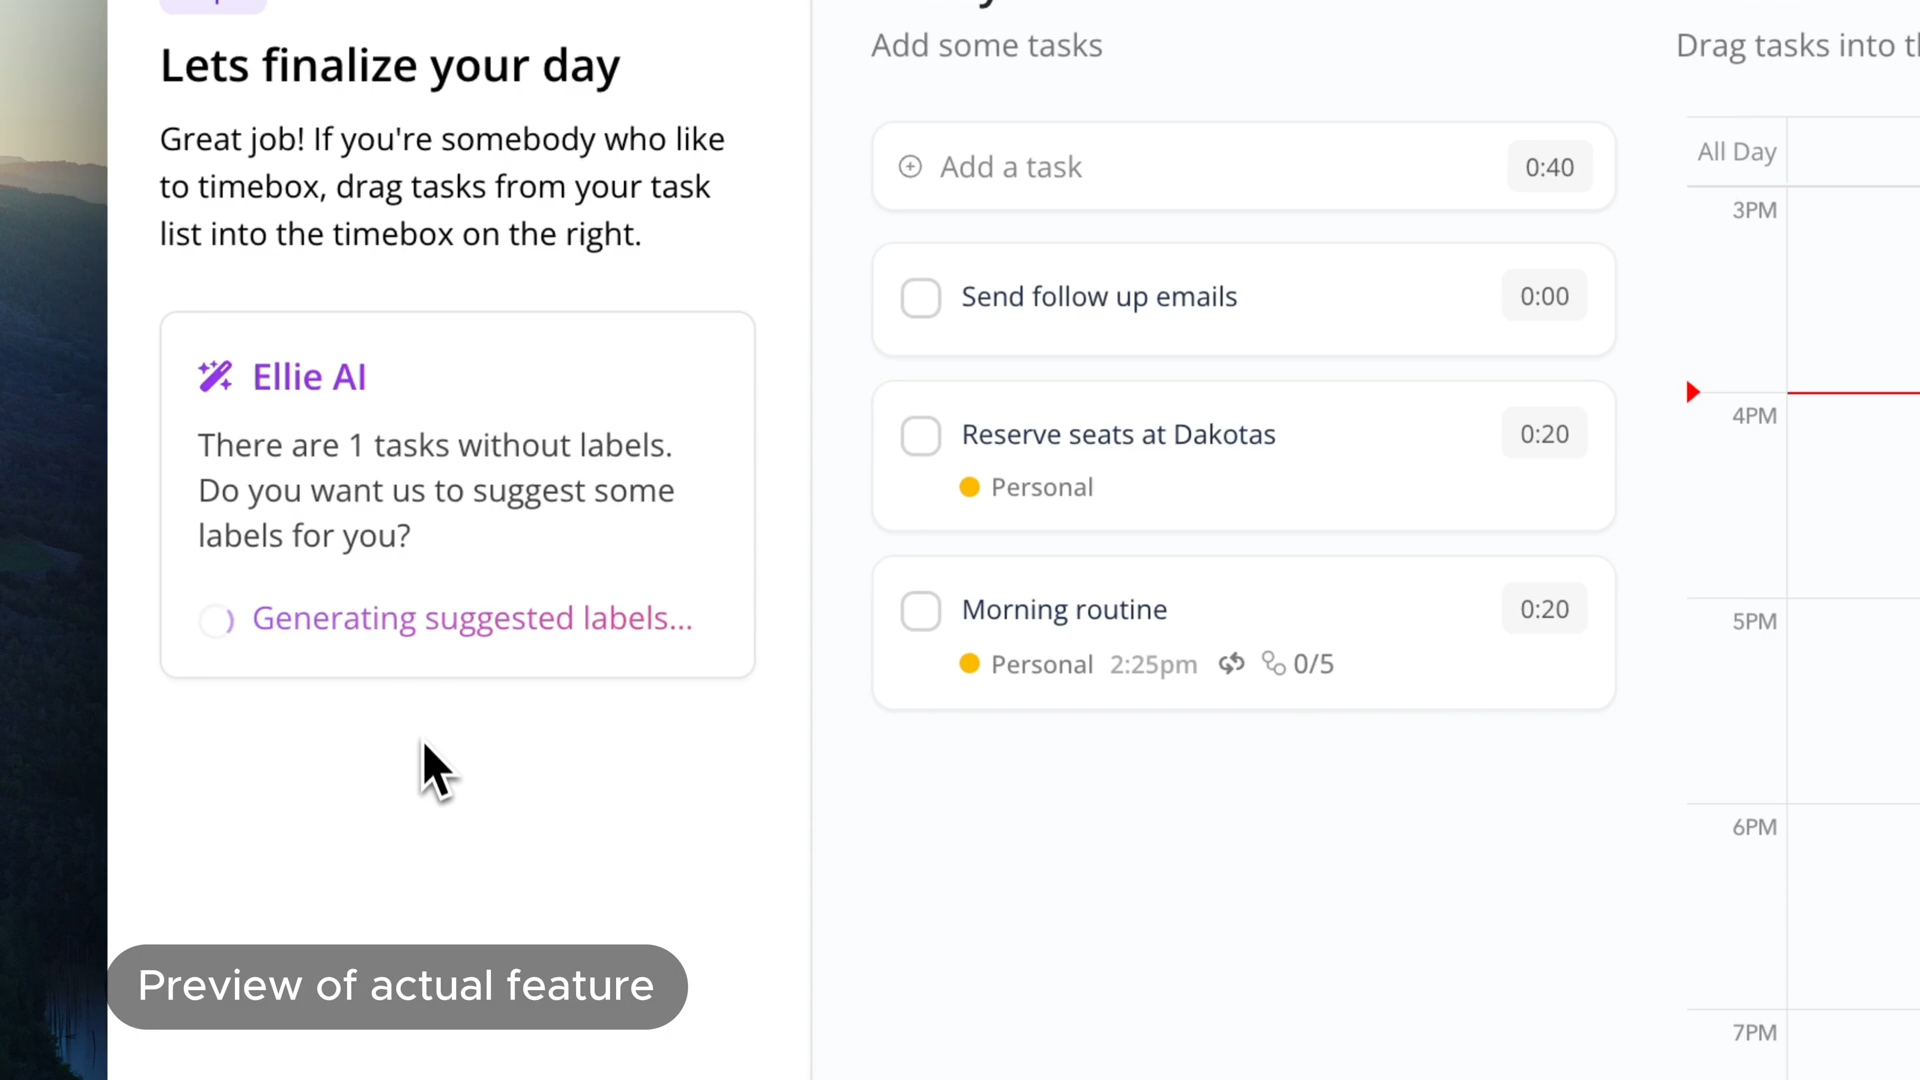 Lets finalize your day
Great job! If you're somebody who like
to timebox, drag tasks from your task
list into the timebox on the right.
Ellie AI
There are 1 tasks without labels.
Do you want us to suggest some
labels for you?
Generating suggested labels...
Preview of actual feature
Add some tasks
Add a task
0:40
Send follow up emails
0:00
Reserve seats at Dakotas
0:20
Personal
Morning routine
0:20
Personal 2:25pm 0/5
Drag tasks into
All Day
3PM
4PM
5PM
6PM
7PM